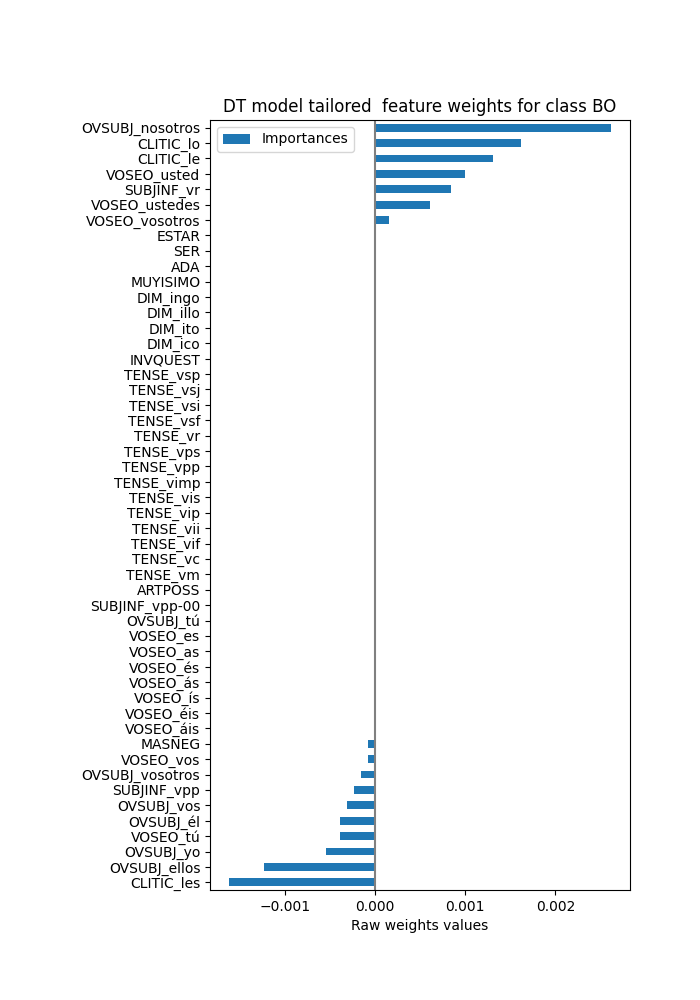 DT model tailored  feature weights for class BO
Importances
OVSUBJ_nosotros
CLITIC_lo
CLITIC_le
VOSEO_usted
SUBJINF_vr
VOSEO_ustedes
VOSEO_vosotros
ESTAR
SER
ADA
MUYISIMO
DIM_ingo
DIM_illo
DIM_ito
DIM_ico
INVQUEST
TENSE_vsp
TENSE_vsj
TENSE_vsi
TENSE_vsf
TENSE_vr
TENSE_vps
TENSE_vpp
TENSE_vimp
TENSE_vis
TENSE_vip
TENSE_vii
TENSE_vif
TENSE_vc
TENSE_vm
ARTPOSS
SUBJINF_vpp-00
OVSUBJ_tú
VOSEO_es
VOSEO_as
VOSEO_és
VOSEO_ás
VOSEO_ís
VOSEO_éis
VOSEO_áis
MASNEG
VOSEO_vos
OVSUBJ_vosotros
SUBJINF_vpp
OVSUBJ_vos
OVSUBJ_él
VOSEO_tú
OVSUBJ_yo
OVSUBJ_ellos
CLITIC_les
−0.001 0.000 0.001 0.002
Raw weights values